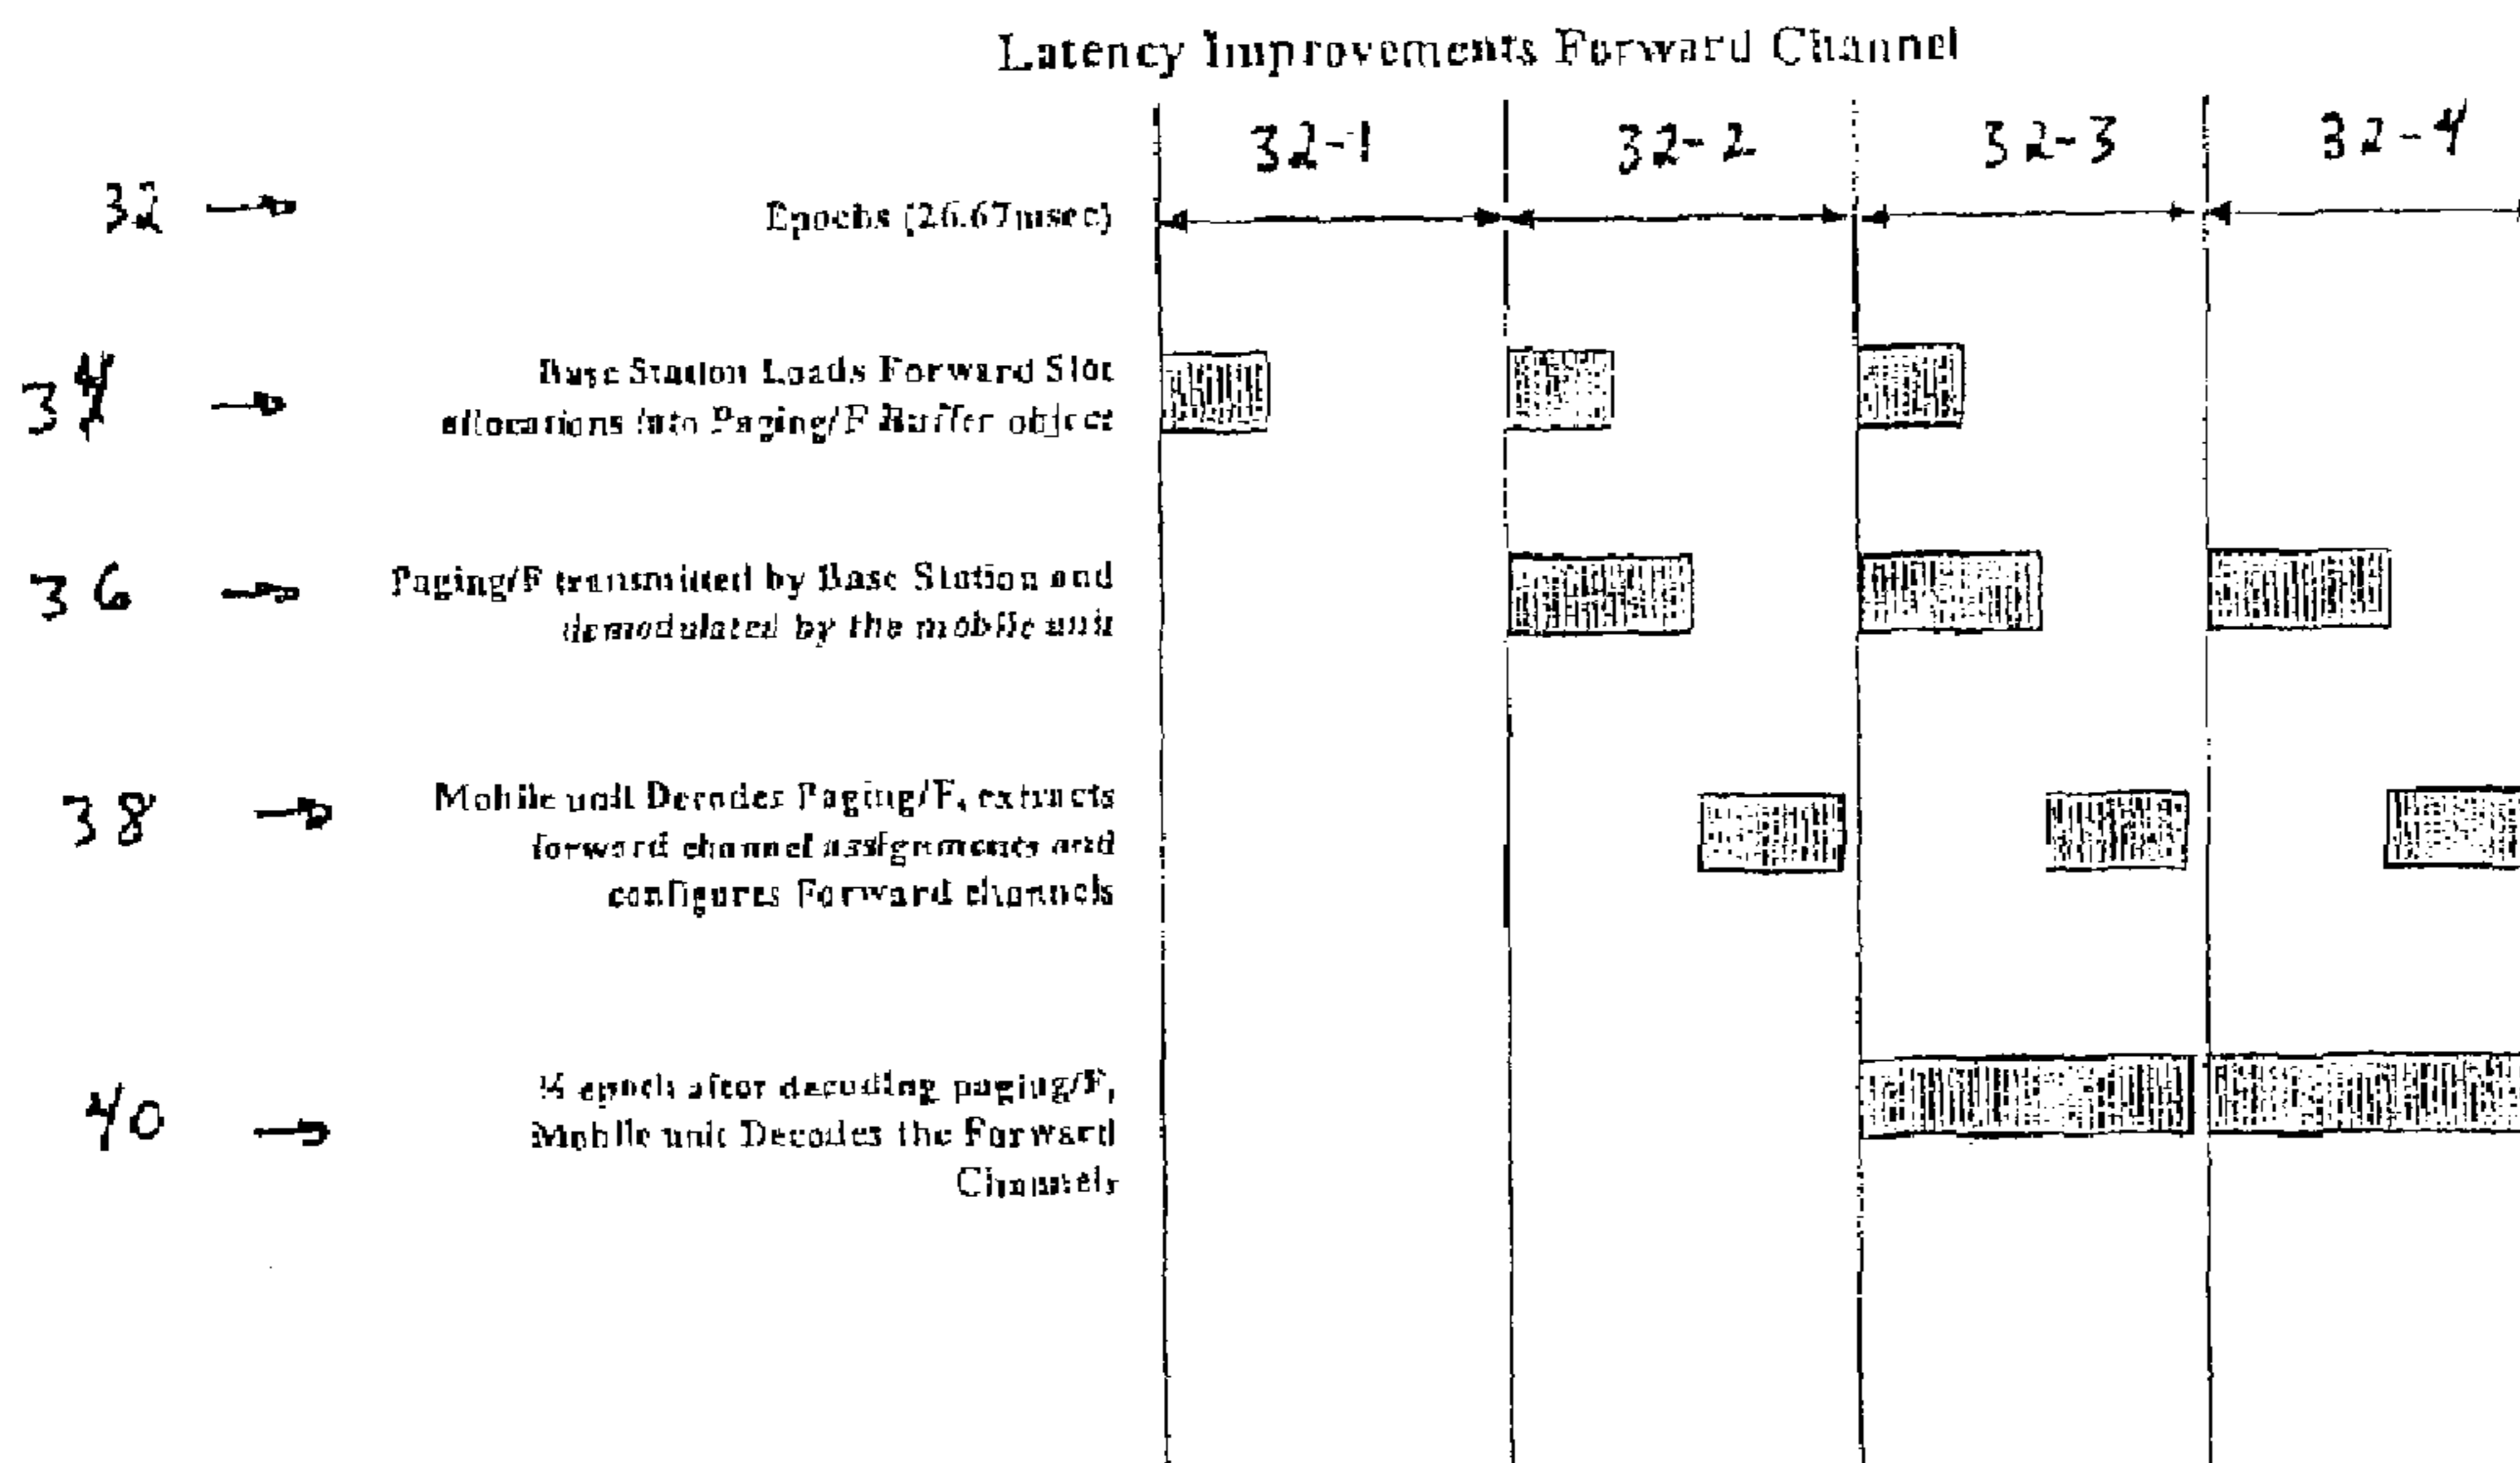 Latency Improvements Forward Channel
32-1 32-2 32-3 32-4
32 Epochs (26.67msec)
34 Base Station Loads Forward Slot
allocations into Paging/F Buffer object
36 Paging/F transmitted by Base Station and
demodulated by the mobile unit
38 Mobile unit Decodes Paging/F, extracts
forward channel assignments and
configures Forward channels
40 epoch after decoding paging/F,
Mobile unit Decodes the Forward
Channels